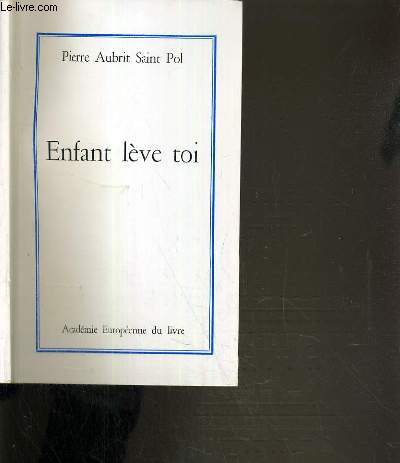 Le-livre.com
Pierre Aubrit Saint Pol
Enfant lève toi
Académie Européenne du livre